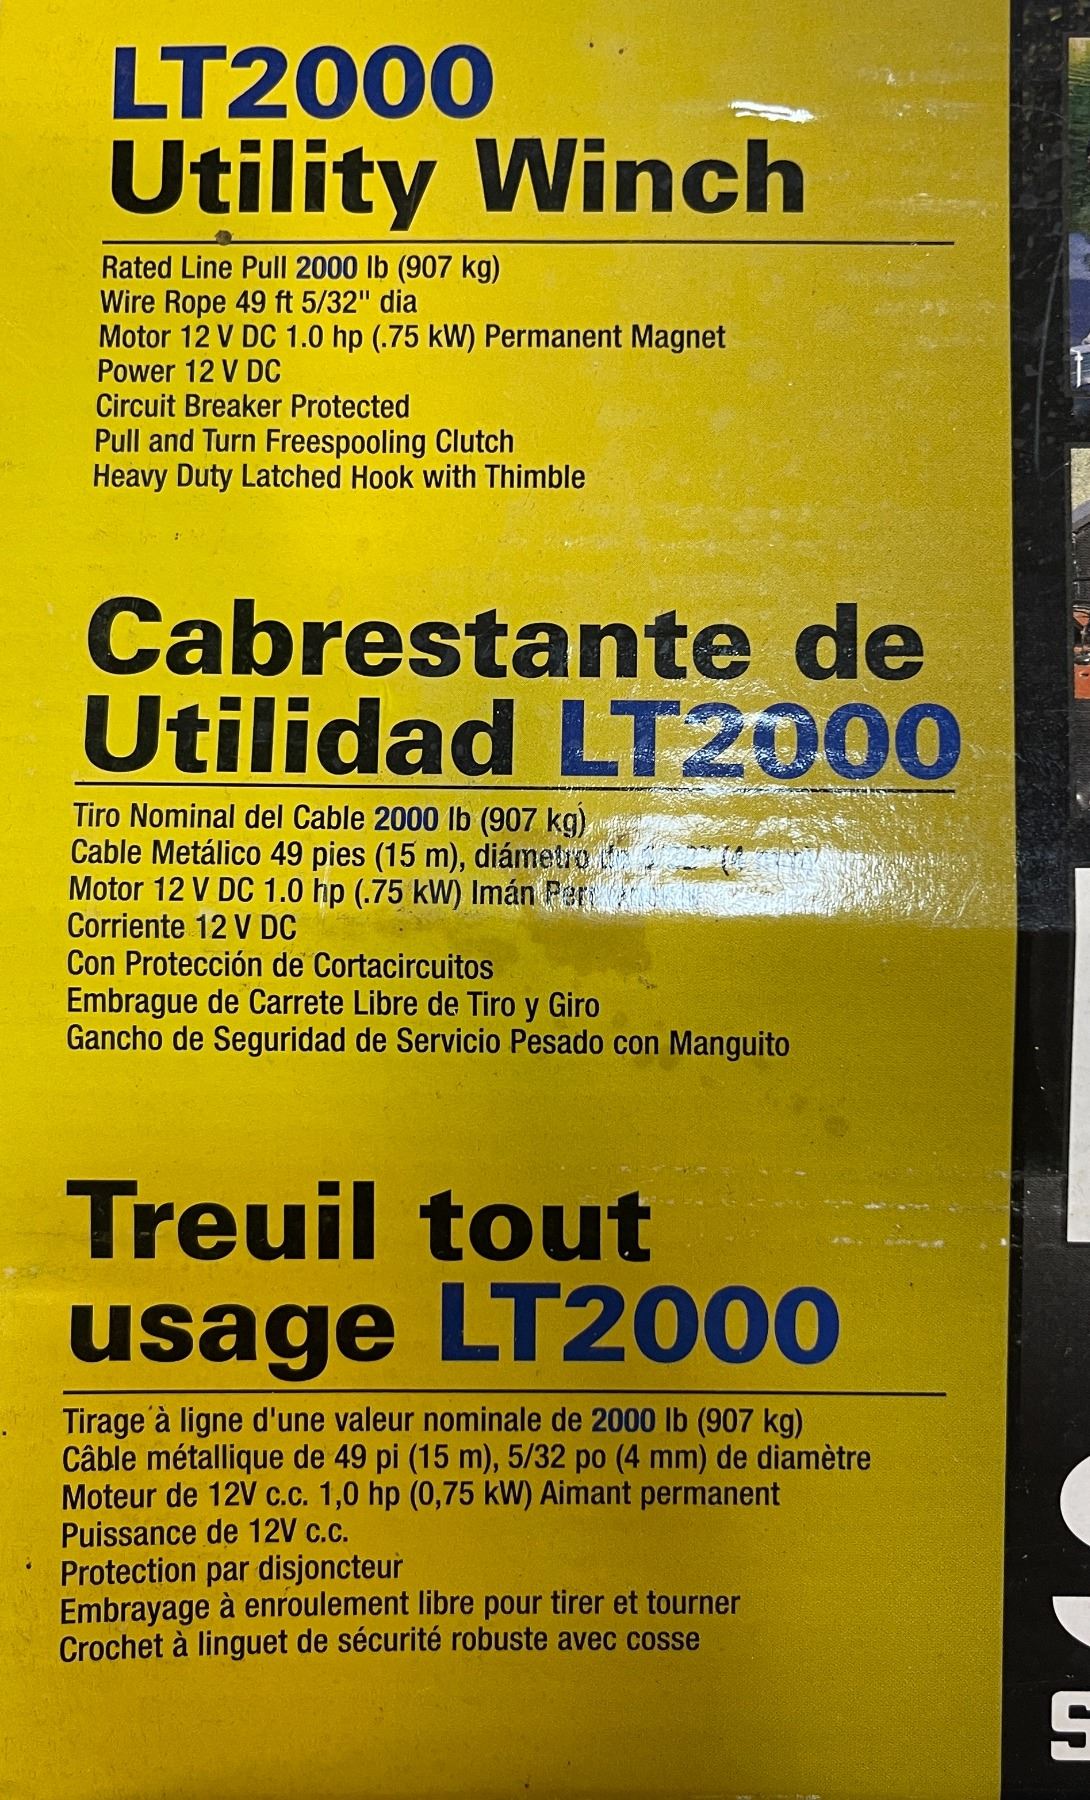 LT2000
Utility Winch
Rated Line Pull 2000 lb (907 kg)
Wire Rope 49 ft 5/32" dia
Motor 12 V DC 1.0 hp (.75 kW) Permanent Magnet
Power 12 V DC
Circuit Breaker Protected
Pull and Turn Freespooling Clutch
Heavy Duty Latched Hook with Thimble
Cabrestante de
Utilidad LT2000
Tiro Nominal del Cable 2000 lb (907 kg)
Cable Metálico 49 pies (15 m), diámetro
Motor 12 V DC 1.0 hp (.75 kW) Imán
Corriente 12 V DC
Con Protección de Cortacircuitos
Embrague de Carrete Libre de Tiro y Giro
Gancho de Seguridad de Servicio Pesado con Manguito
Treuil tout
usage LT2000
Tirage à ligne d'une valeur nominale de 2000 lb (907 kg)
Câble métallique de 49 pi (15 m), 5/32 po (4 mm) de diamètre
Moteur de 12V c.c. 1,0 hp (0,75 kW) Aimant permanent
Puissance de 12V c.c.
Protection par disjoncteur
Embrayage à enroulement libre pour tirer et tourner
Crochet à linguet de sécurité robuste avec cosse